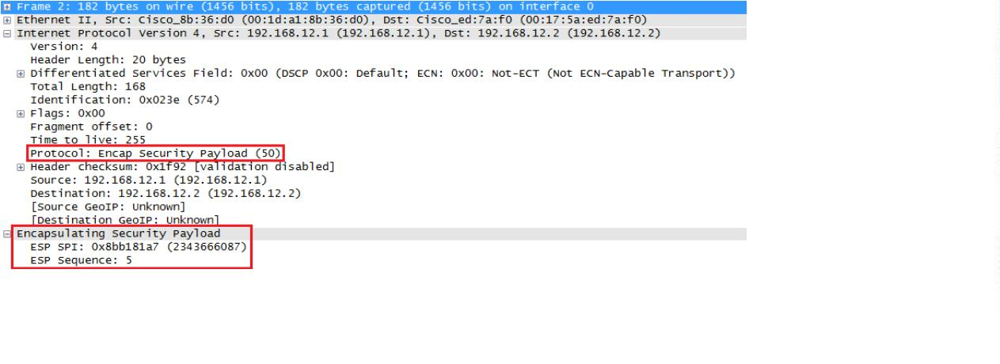 Frame 2: 182 bytes on wire (1456 bits), 182 bytes captured (1456 bits) on interface 0
Ethernet II, Src: Cisco_8b:36:d0 (00:1d:a1:8b:36:d0), Dst: Cisco_ed:7a:f0 (00:17:5a:ed:7a:f0)
Internet Protocol Version 4, Src: 192.168.12.1 (192.168.12.1), Dst: 192.168.12.2 (192.168.12.2)
Version: 4
Header Length: 20 bytes
Differentiated Services Field: 0x00 (DSCP 0x00: Default; ECN: 0x00: Not-ECT (Not ECN-Capable Transport))
Total Length: 168
Identification: 0x023e (574)
Flags: 0x00
Fragment offset: 0
Time to live: 255
Protocol: Encap Security Payload (50)
Header checksum: 0x1f92 [validation disabled]
Source: 192.168.12.1 (192.168.12.1)
Destination: 192.168.12.2 (192.168.12.2)
[Source GeoIP: Unknown]
[Destination GeoIP: Unknown]
Encapsulating Security Payload
ESP SPI: 0x8bb181a7 (2343666087)
ESP Sequence: 5